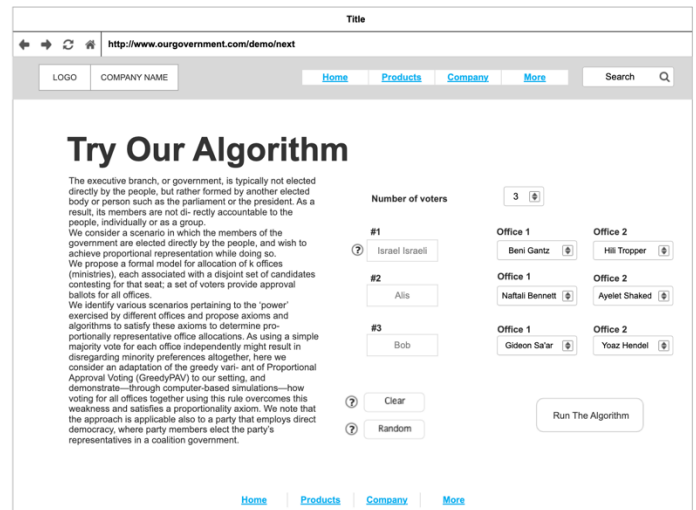 Title
http://www.ourgovernment.com/demo/next
LOGO COMPANY NAME Home Products Company More Search
Try Our Algorithm
The executive branch, or government, is typically not elected
directly by the people, but rather formed by another elected
body or person such as the parliament or the president. As a
result, its members are not di- rectly accountable to the
people, individually or as a group.
We consider a scenario in which the members of the
government are elected directly by the people, and wish to
achieve proportional representation while doing so.
We propose a formal model for allocation of k offices
(ministries), each associated with a disjoint set of candidates
contesting for that seat; a set of voters provide approval
ballots for all offices.
We identify various scenarios pertaining to the ‘power’
exercised by different offices and propose axioms and
algorithms to satisfy these axioms to determine pro-
portionally representative office allocations. As using a simple
majority vote for each office independently might result in
disregarding minority preferences altogether, here we
consider an adaptation of the greedy vari- ant of Proportional
Approval Voting (GreedyPAV) to our setting, and
demonstrate—through computer-based simulations—how
voting for all offices together using this rule overcomes this
weakness and satisfies a proportionality axiom. We note that
the approach is applicable also to a party that employs direct
democracy, where party members elect the party’s
representatives in a coalition government.
Number of voters 3
#1 Office 1 Office 2
? Israel Israeli Beni Gantz Hili Tropper
#2 Office 1 Office 2
Alis Naftali Bennett Ayelet Shaked
#3 Office 1 Office 2
Bob Gideon Sa'ar Yoaz Hendel
? Clear
? Random
Run The Algorithm
Home Products Company More